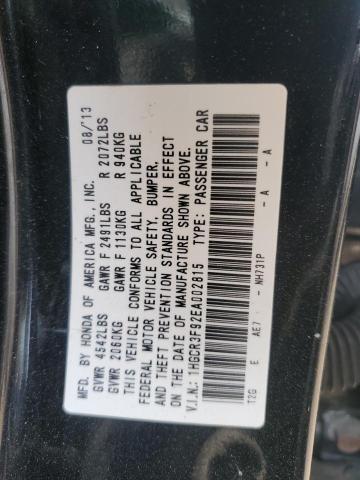 MFD. BY HONDA OF AMERICA MFG., INC. 08/13
GVWR 4542LBS GAWR F 2491LBS R 2072LBS
GVWR 2060KG GAWR F 1130KG R 940KG
THIS VEHICLE CONFORMS TO ALL APPLICABLE
FEDERAL MOTOR VEHICLE SAFETY, BUMPER,
AND THEFT PREVENTION STANDARDS IN EFFECT
ON THE DATE OF MANUFACTURE SHOWN ABOVE.
V.I.N.: 1HGCR3F92EA002815 TYPE: PASSENGER CAR
T2G E AE7 - NH731P - A - A